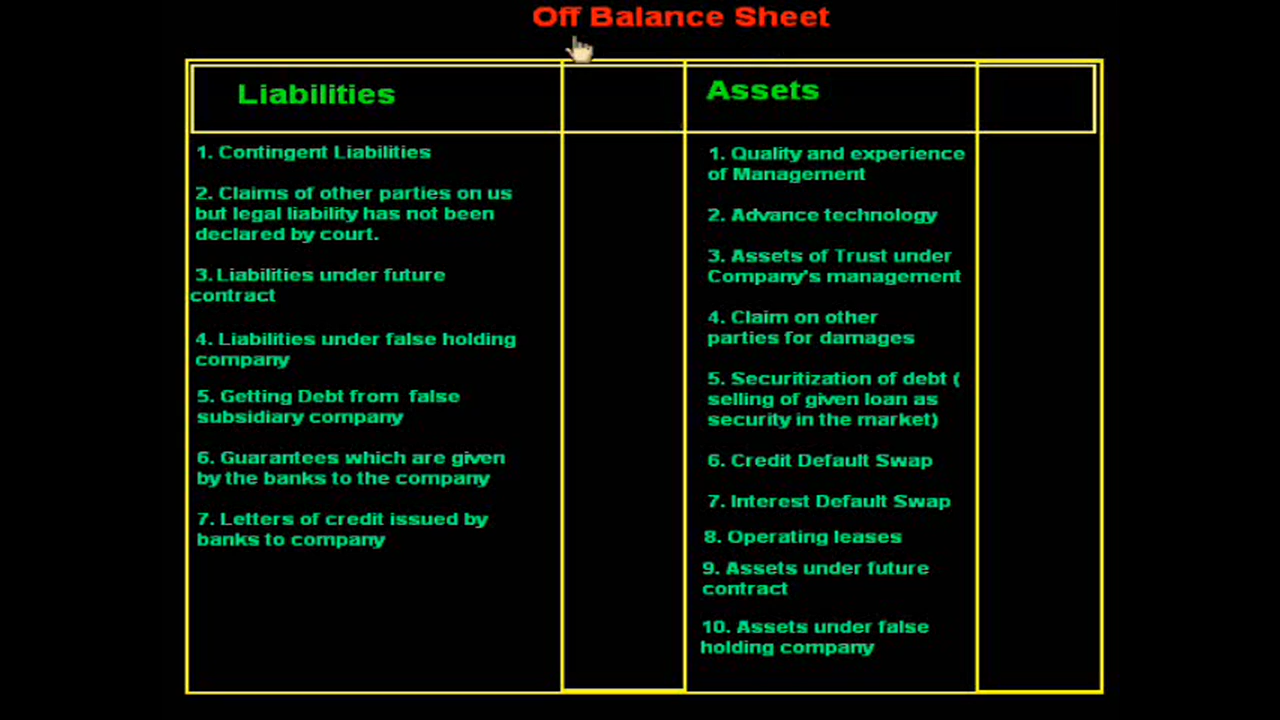 Off Balance Sheet
Liabilities
1. Contingent Liabilities
2. Claims of other parties on us
but legal liability has not been
declared by court.
3. Liabilities under future
contract
4. Liabilities under false holding
company
5. Getting Debt from false
subsidiary company
6. Guarantees which are given
by the banks to the company
7. Letters of credit issued by
banks to company
Assets
1. Quality and experience
of Management
2. Advance technology
3. Assets of Trust under
Company's management
4. Claim on other
parties for damages
5. Securitization of debt (
selling of given loan as
security in the market)
6. Credit Default Swap
7. Interest Default Swap
8. Operating leases
9. Assets under future
contract
10. Assets under false
holding company